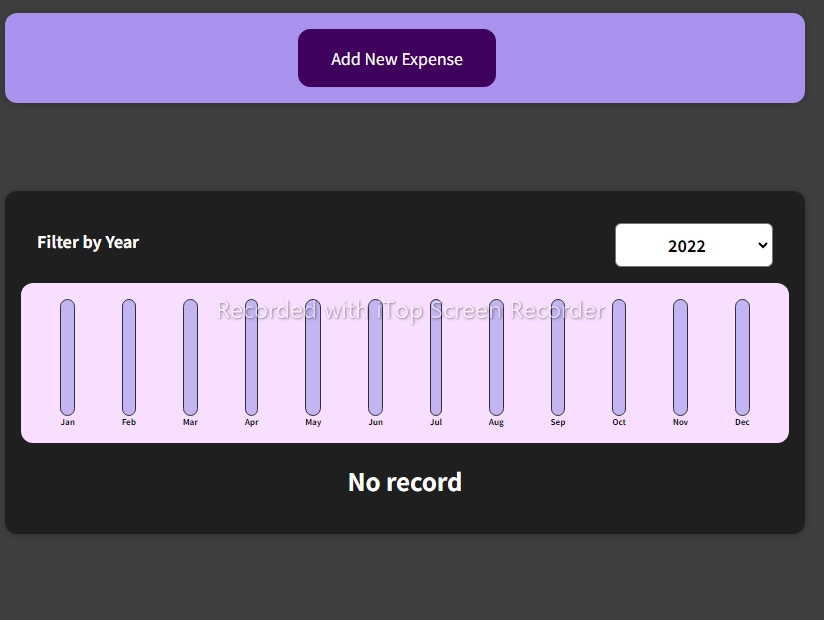 Add New Expense
Filter by Year
2022
Recorded with iTop Screen Recorder
Jan Feb Mar Apr May Jun Jul Aug Sep Oct Nov Dec
No record